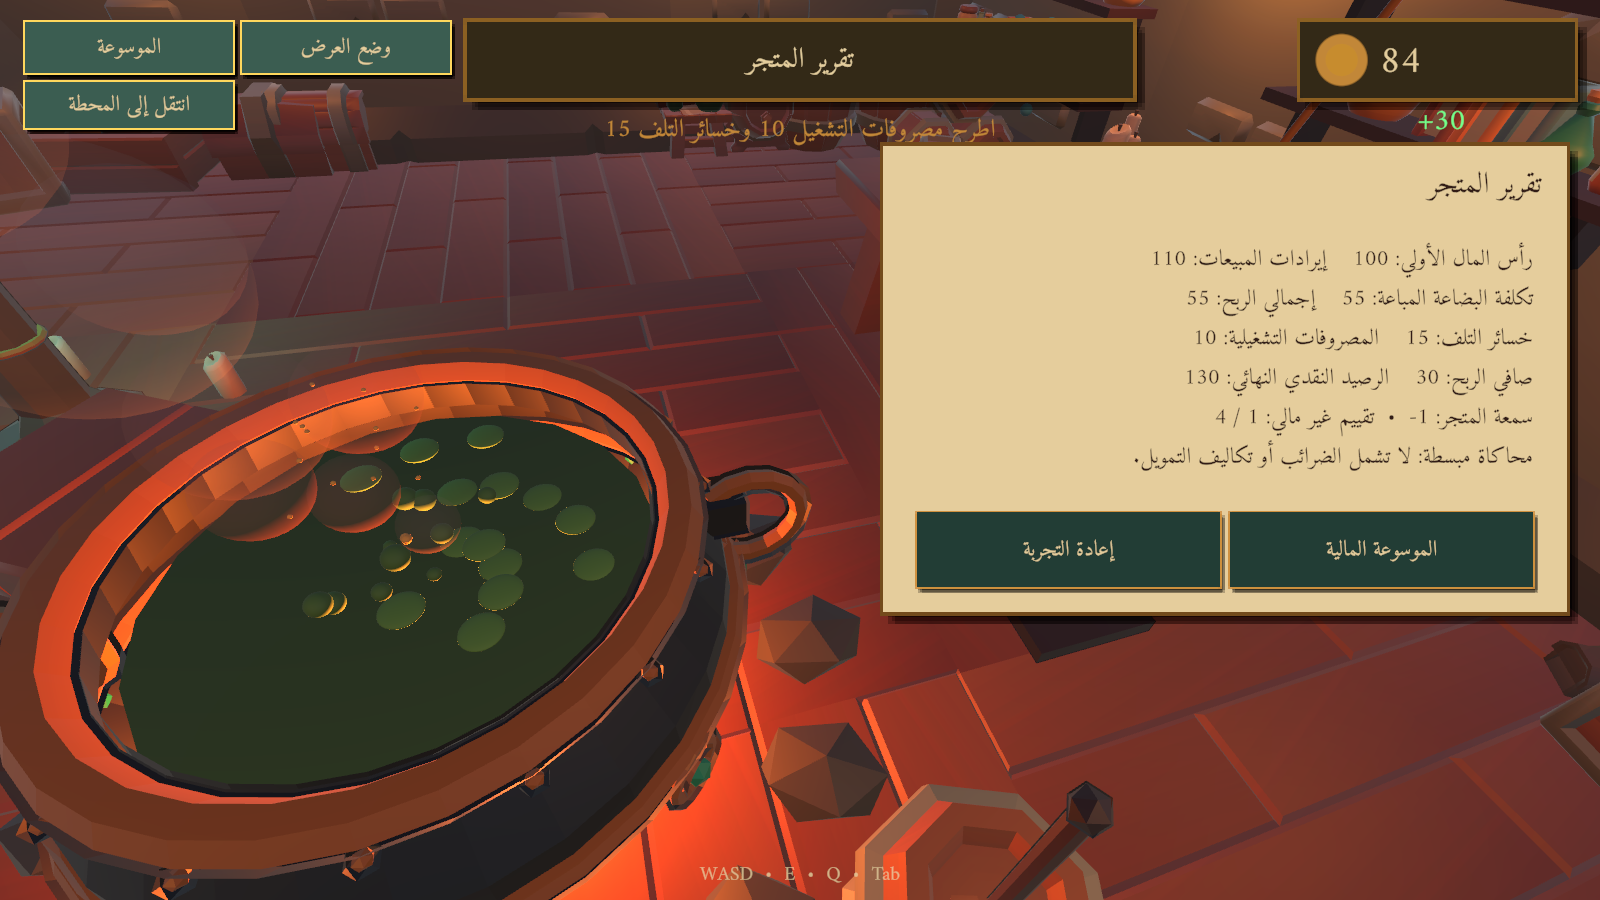 وضع العرض
الموسوعة
انتقل إلى المحطة
تقرير المتجر
84
+30
اطرح مصروفات التشغيل 10 وخسائر التلف 15
تقرير المتجر
رأس المال الأولي: 100 إيرادات المبيعات: 110
تكلفة البضاعة المباعة: 55 إجمالي الربح: 55
خسائر التلف: 15 المصروفات التشغيلية: 10
صافي الربح: 30 الرصيد النقدي النهائي: 130
سمعة المتجر: 1- • تقييم غير مالي: 1 / 4
محاكاة مبسطة: لا تشمل الضرائب أو تكاليف التمويل.
الموسوعة المالية
إعادة التجربة
WASD • E • Q • Tab